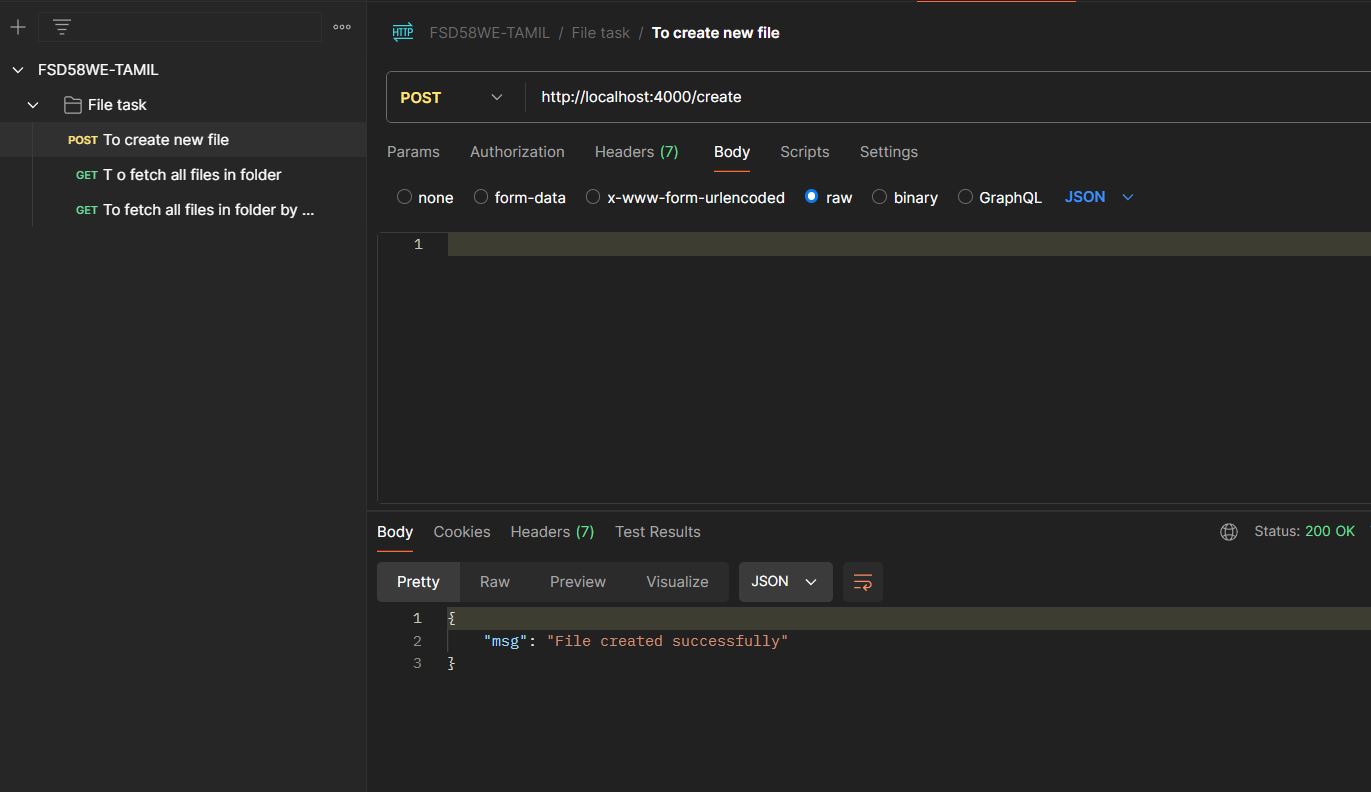 FSD58WE-TAMIL
File task
POST To create new file
GET T o fetch all files in folder
GET To fetch all files in folder by ...
HTTP FSD58WE-TAMIL / File task / To create new file
POST http://localhost:4000/create
Params Authorization Headers (7) Body Scripts Settings
none form-data x-www-form-urlencoded raw binary GraphQL JSON
1
Body Cookies Headers (7) Test Results Status: 200 OK
Pretty Raw Preview Visualize JSON
1 {
2 "msg": "File created successfully"
3 }